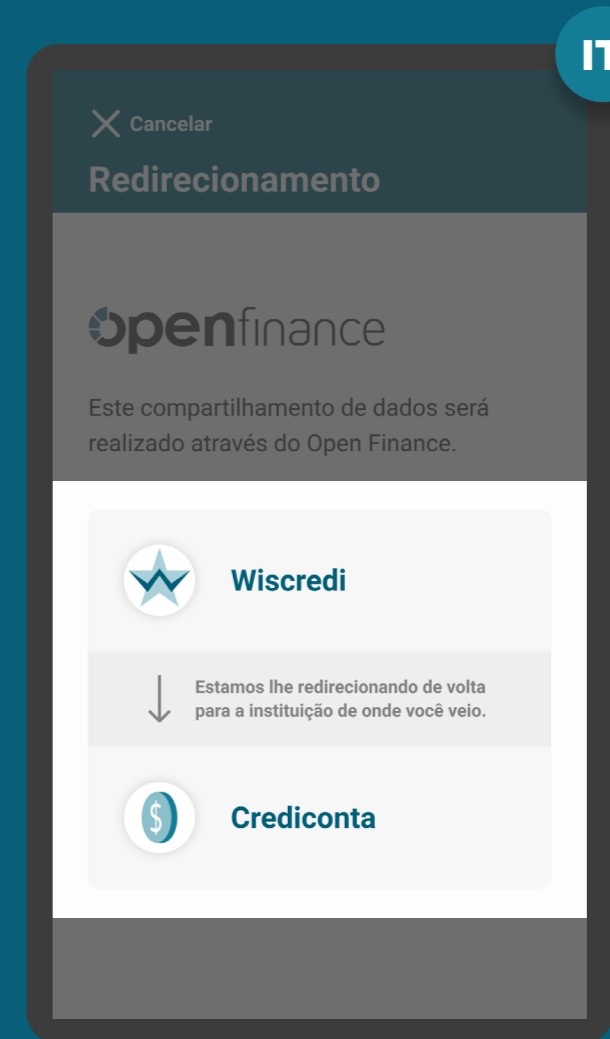 IT
Cancelar
Redirecionamento
openfinance
Este compartilhamento de dados será
realizado através do Open Finance.
Wiscredi
Estamos lhe redirecionando de volta
para a instituição de onde você veio.
$
Crediconta